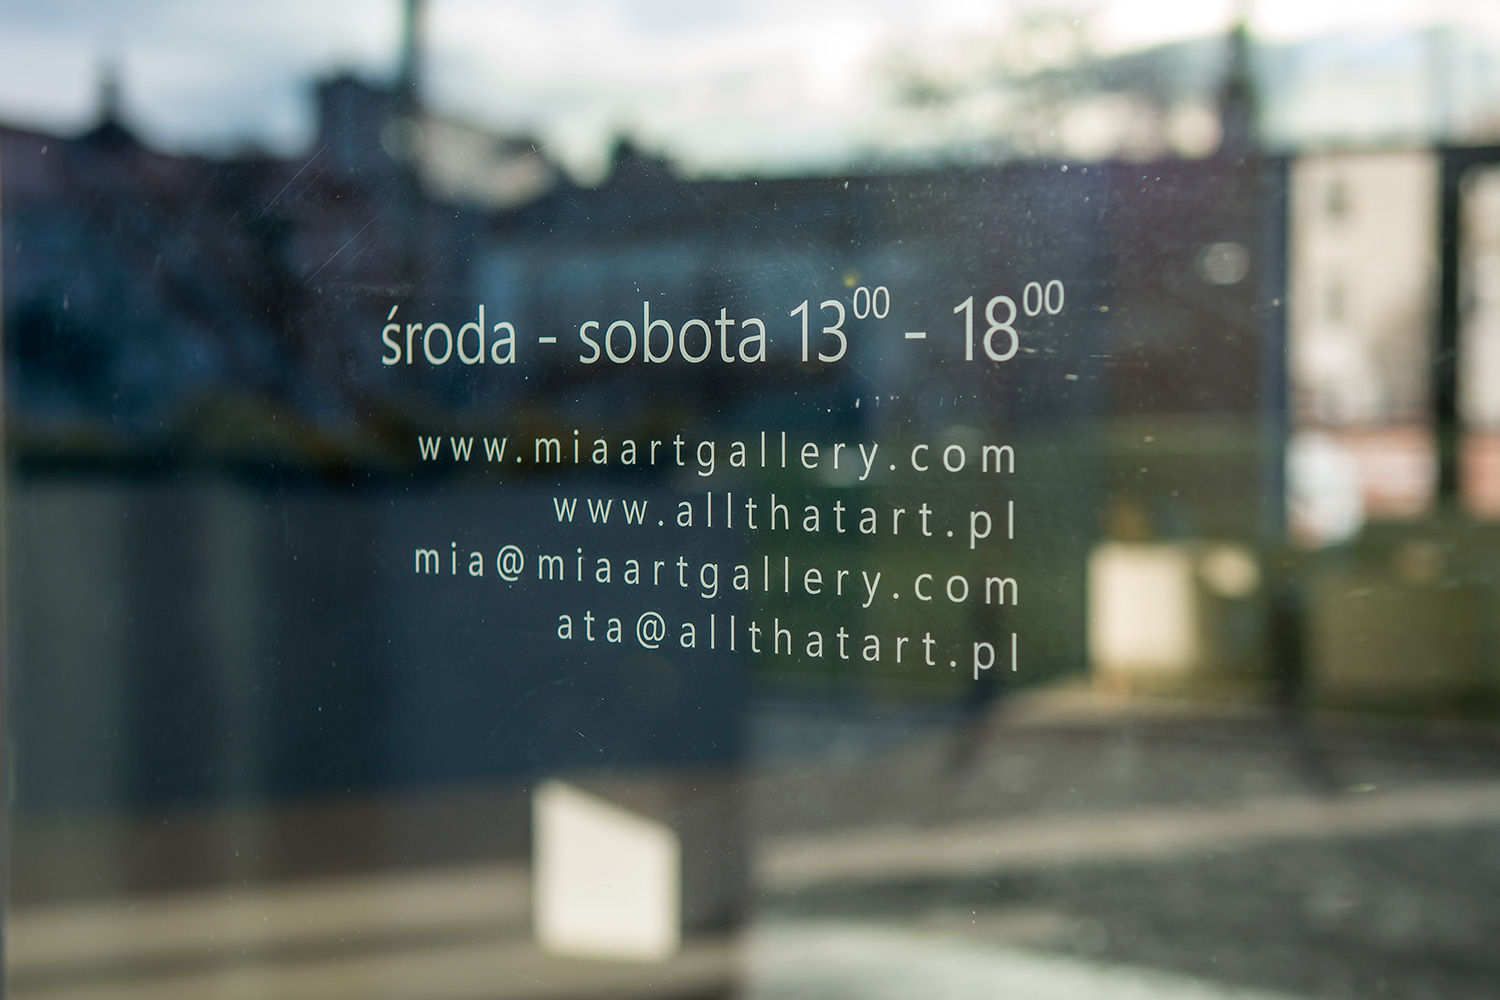 środa - sobota 13⁰⁰ - 18⁰⁰
www.miaartgallery.com
www.allthatart.pl
mia@miaartgallery.com
ata@allthatart.pl